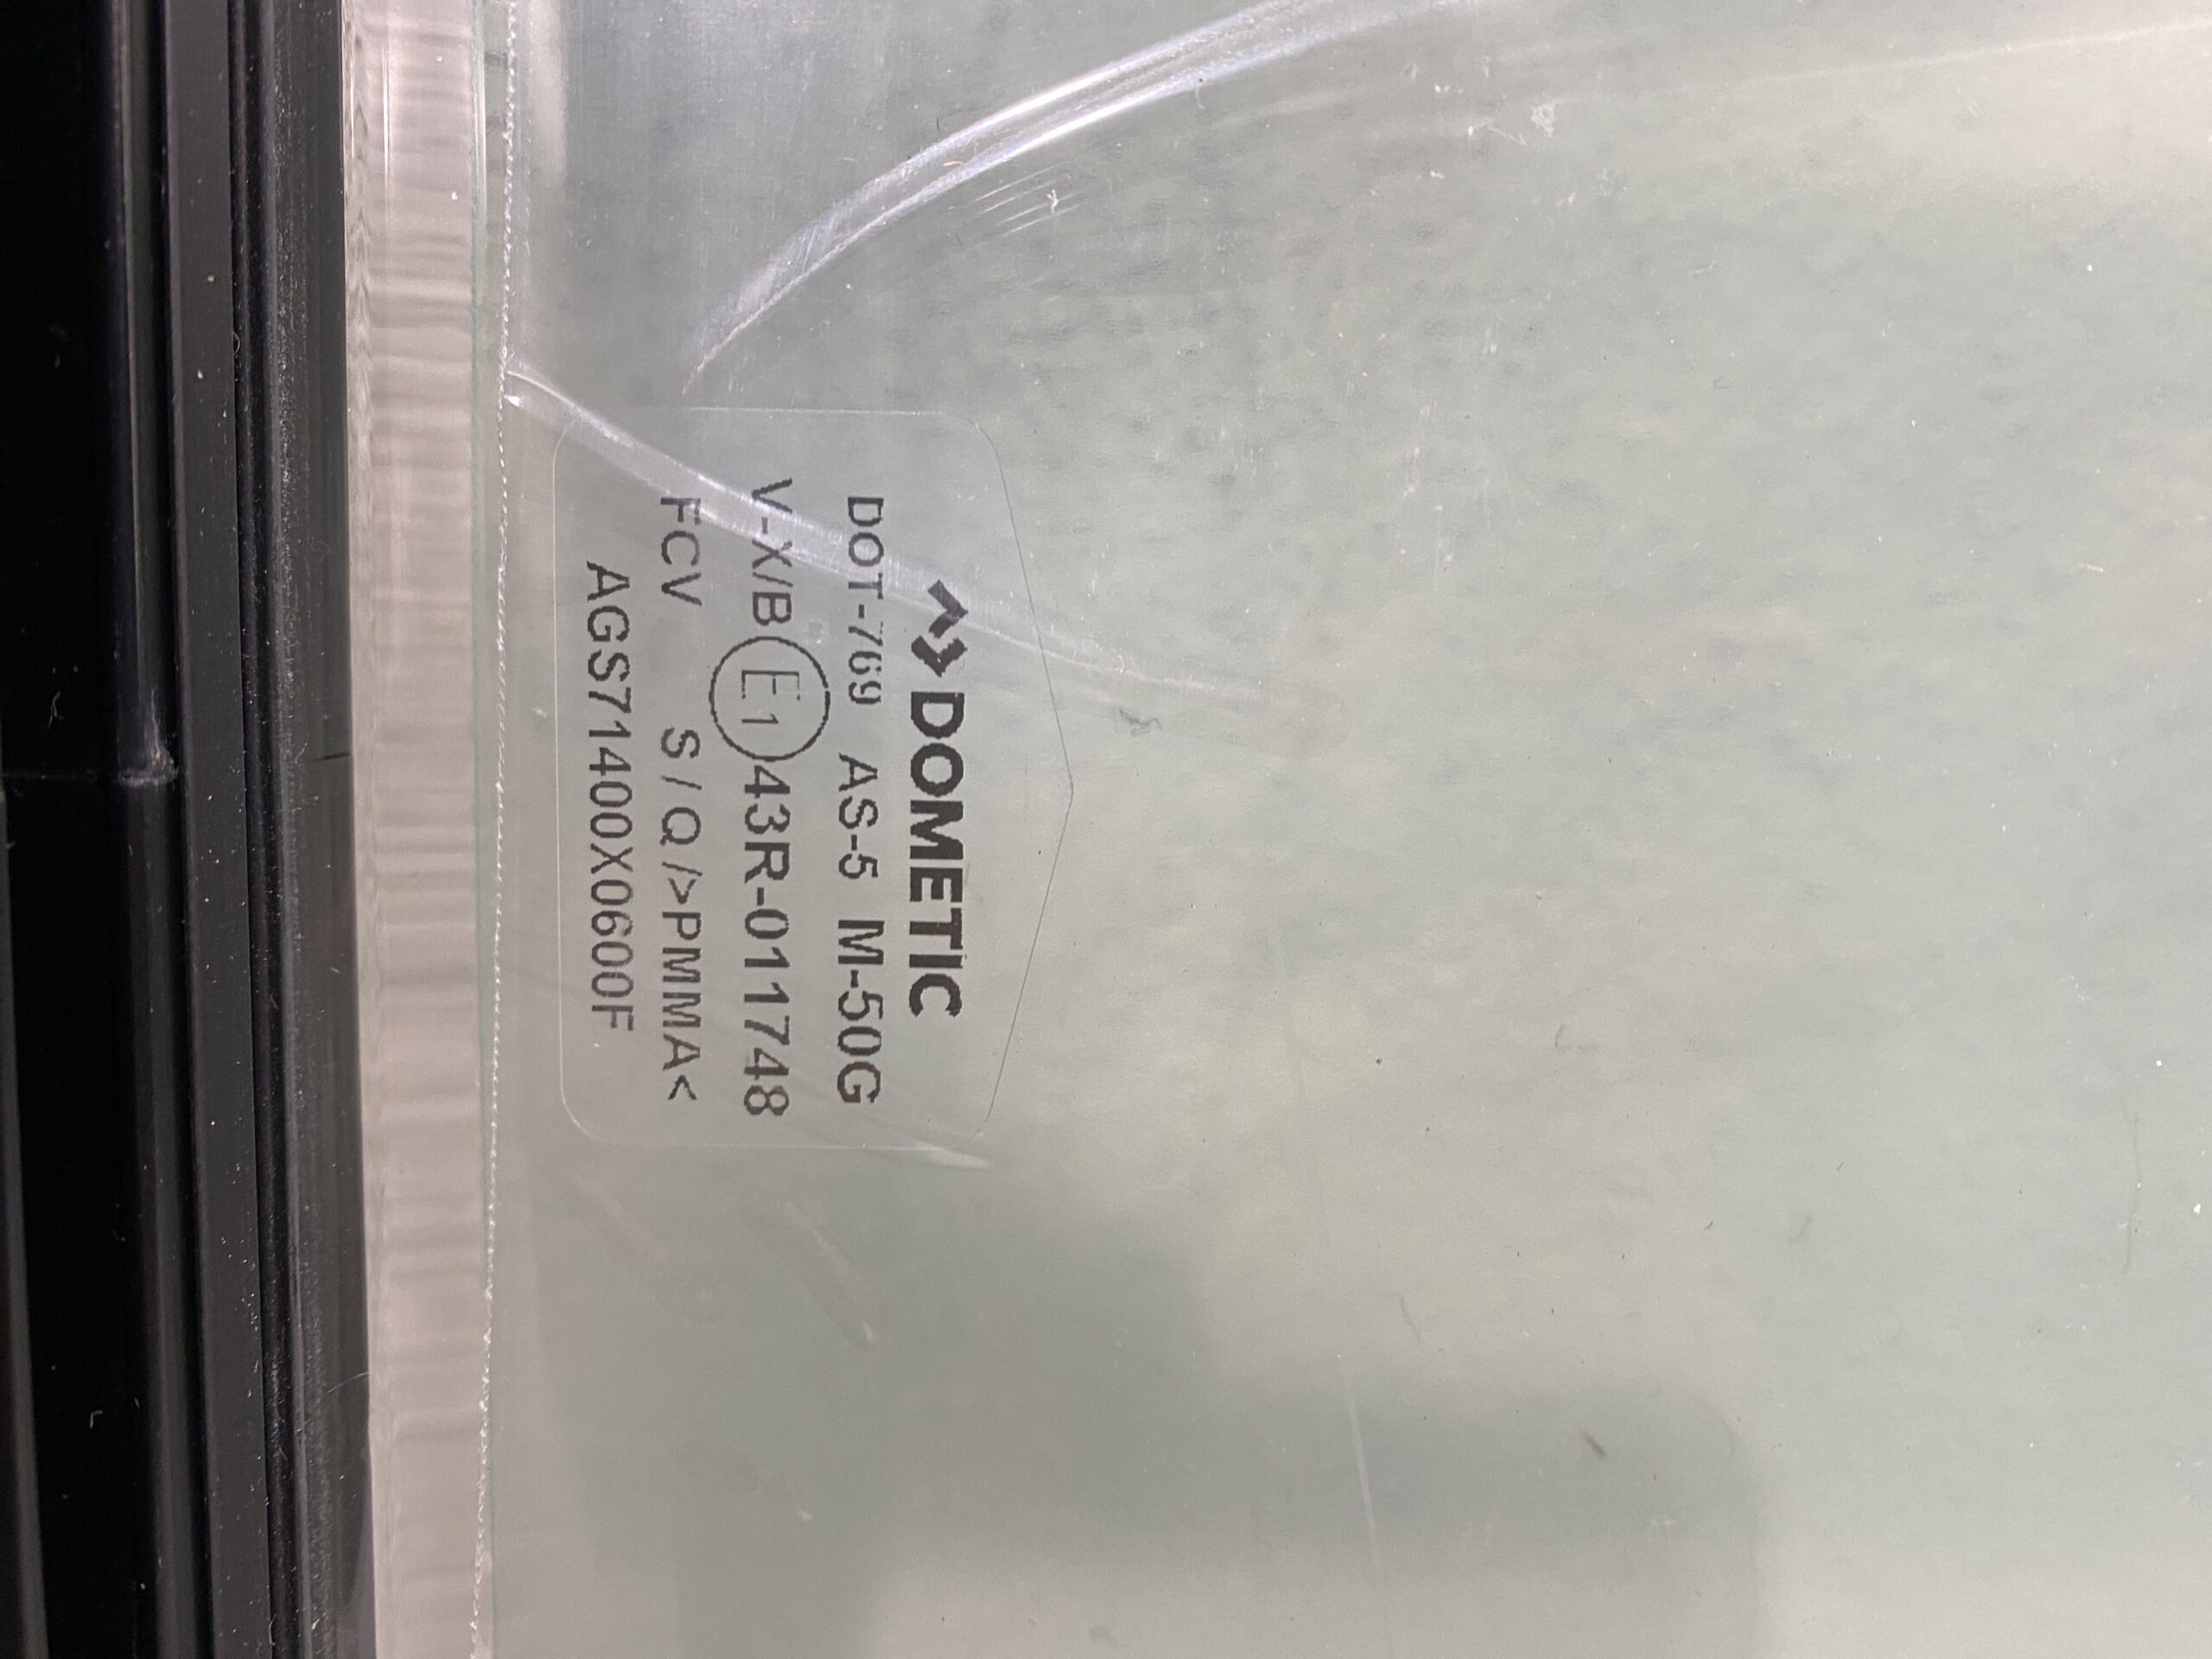 DOMETIC
DOT-769 AS-5 M-50G
V-X/B E1 43R-011748
FCV S/Q/>PMMA<
AGS71400X0600F